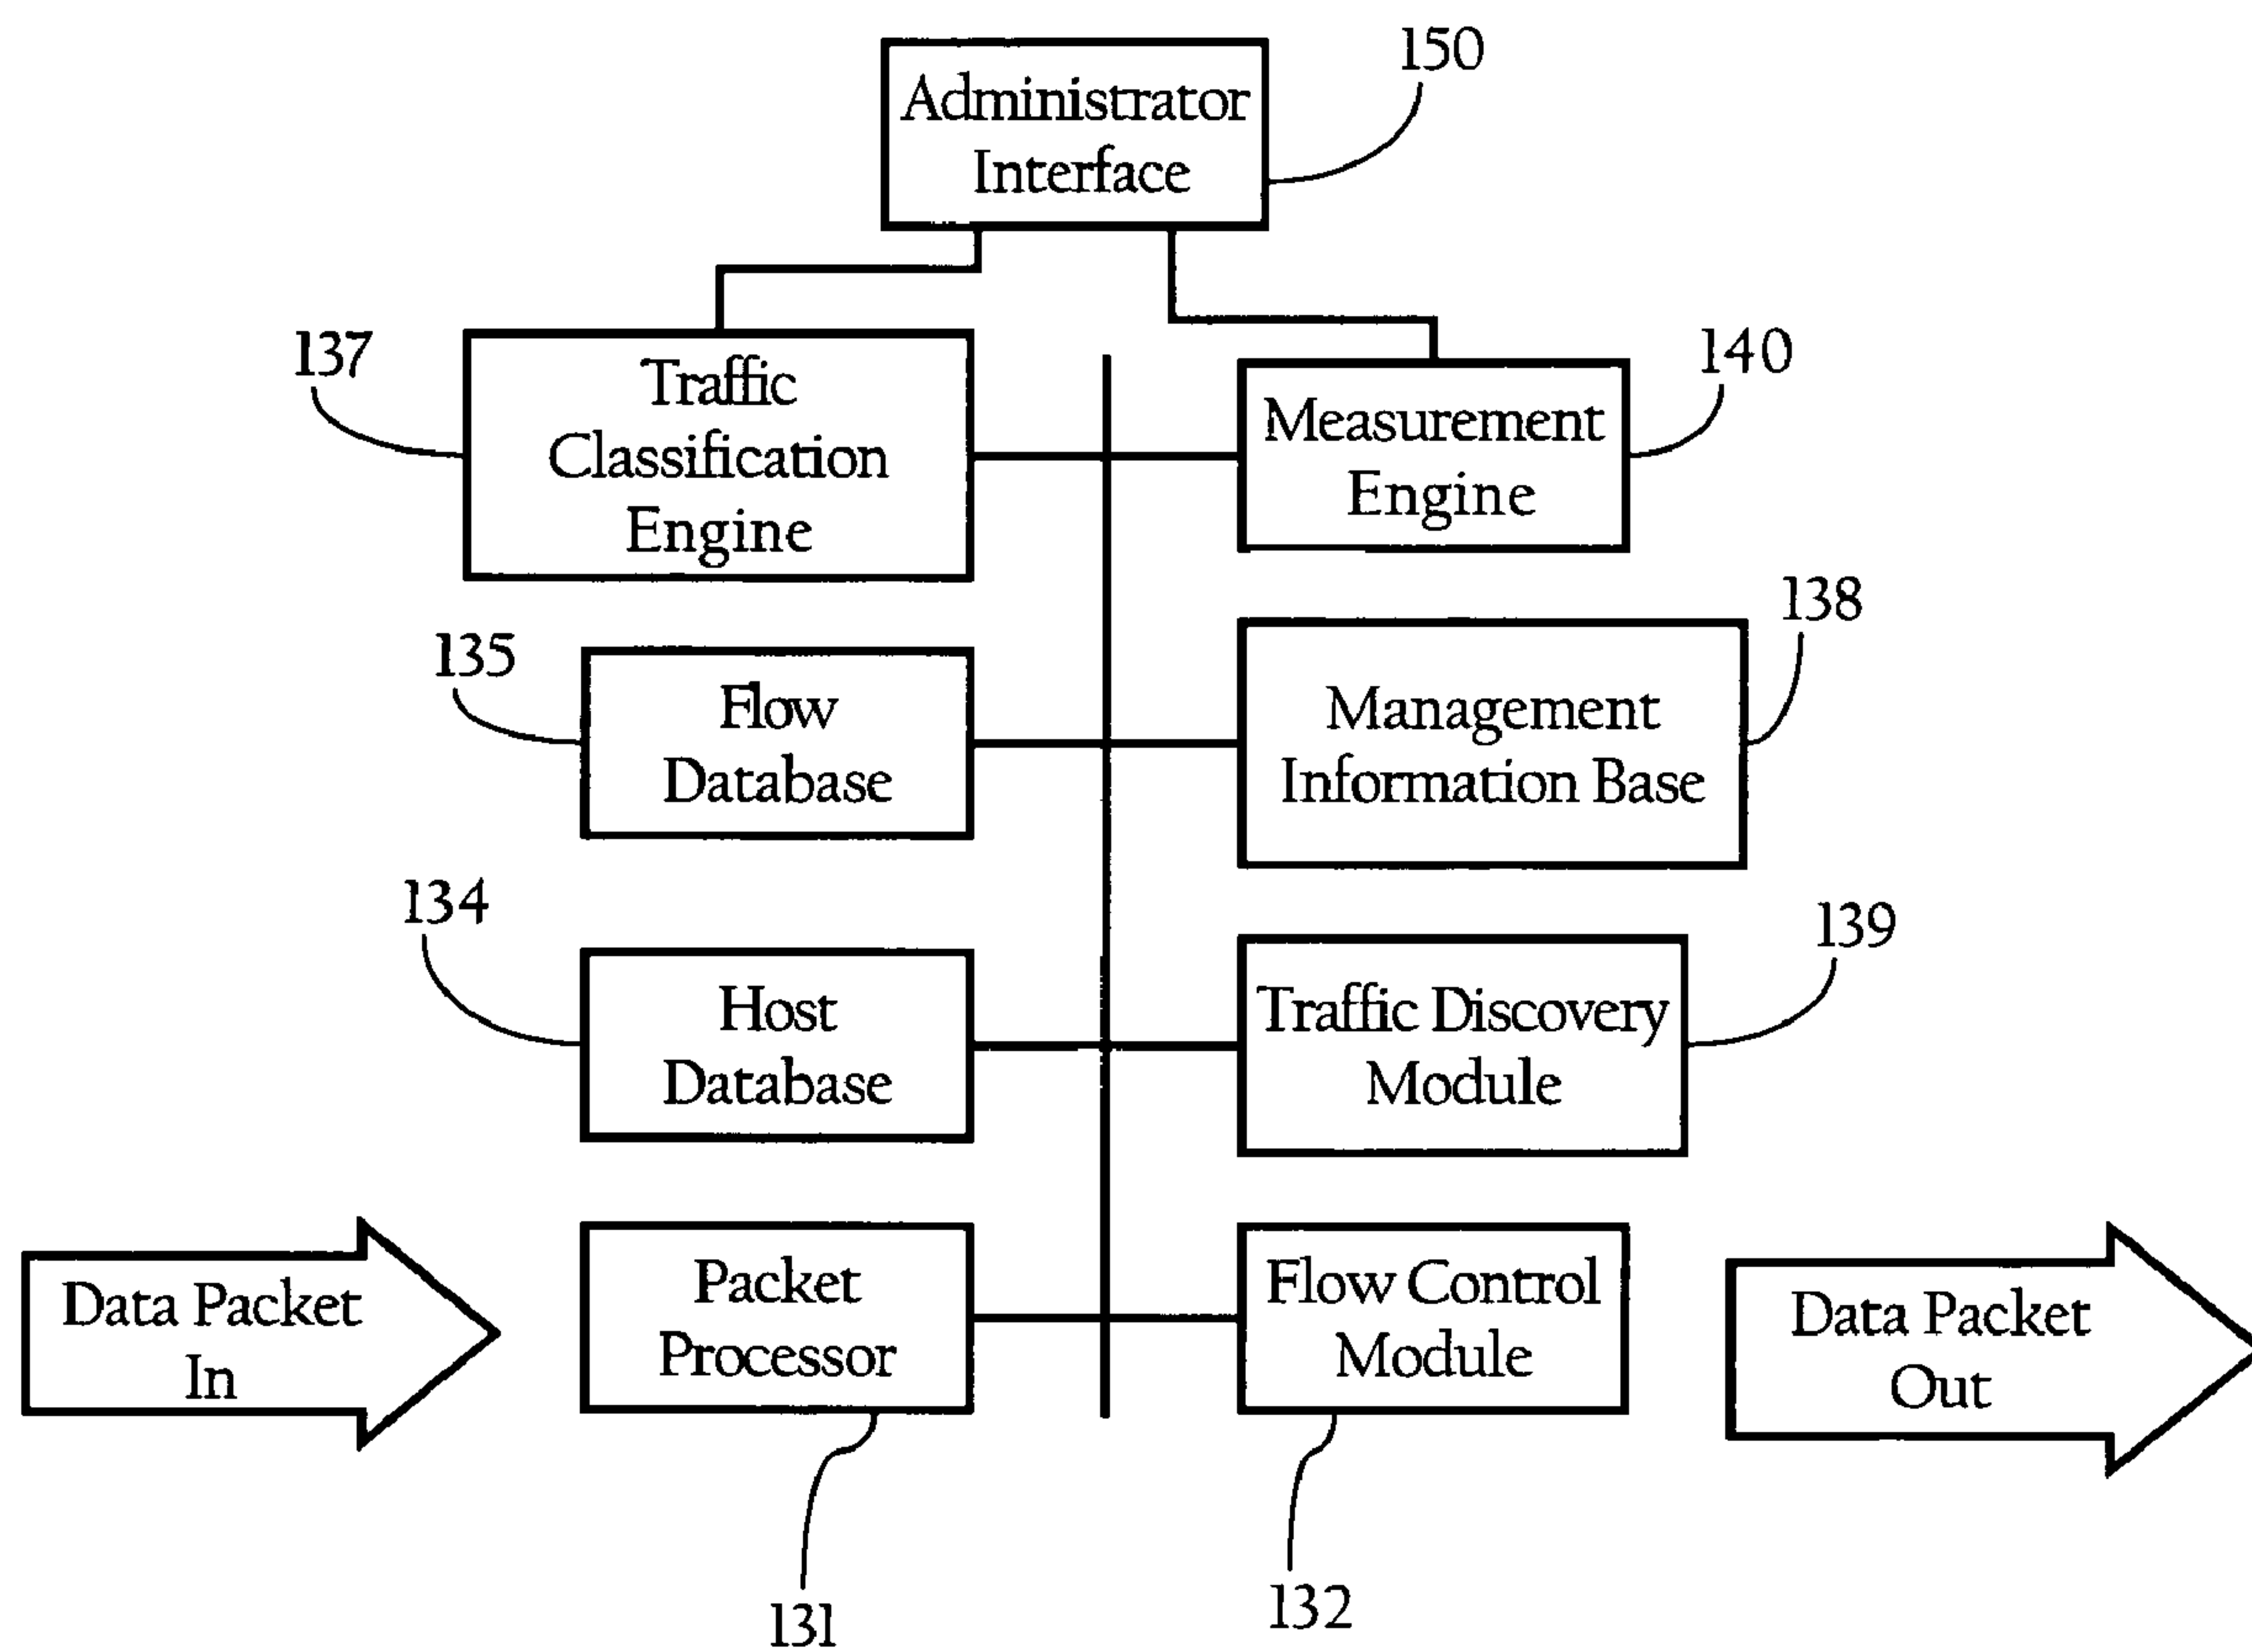 150
Administrator
Interface
137
Traffic
Classification
Engine
140
Measurement
Engine
135
Flow
Database
138
Management
Information Base
134
Host
Database
139
Traffic Discovery
Module
Data Packet
In
Packet
Processor
131
Flow Control
Module
132
Data Packet
Out